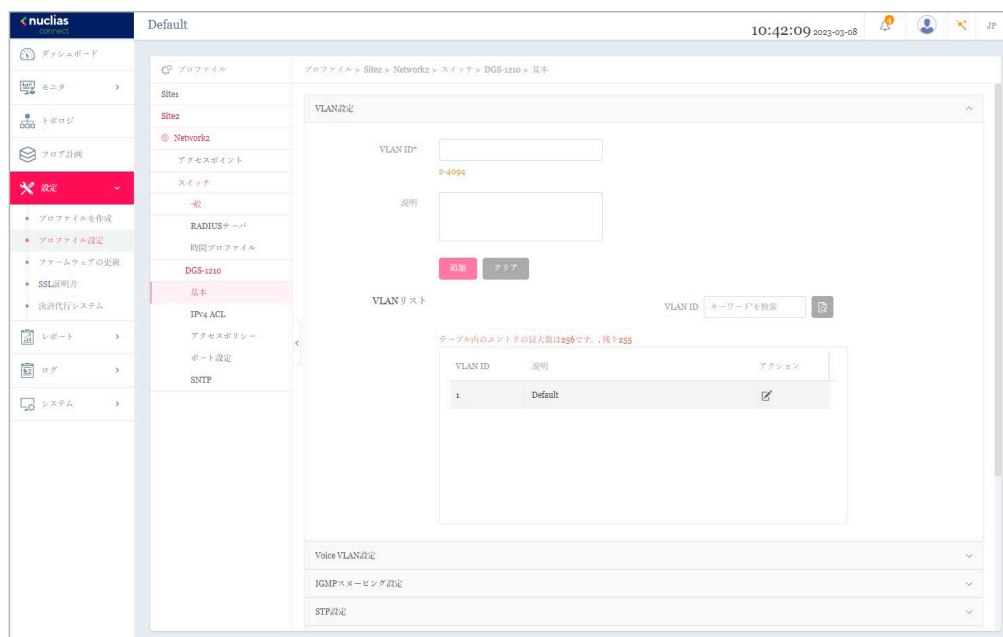 nuclias
connect
Default
10:42:09 2023-03-08
4
JP
ダッシュボード
モニタ
トポロジ
フロア計画
設定
プロファイルを作成
プロファイル設定
ファームウェアの更新
SSL証明書
決済代行システム
レポート
ログ
システム
プロファイル
Site1
Site2
Network2
アクセスポイント
スイッチ
一般
RADIUSサーバ
時間プロファイル
DGS-1210
基本
IPv4 ACL
アクセスポリシー
ポート設定
SNTP
プロファイル > Site2 > Network2 > スイッチ > DGS-1210 > 基本
VLAN設定
VLAN ID*
2-4094
説明
追加 クリア
VLANリスト
VLAN ID キーワードを検索
テーブル内のエントリの最大数は256です。, 残り255
VLAN ID 説明 アクション
1 Default
Voice VLAN設定
IGMPスヌーピング設定
STP設定